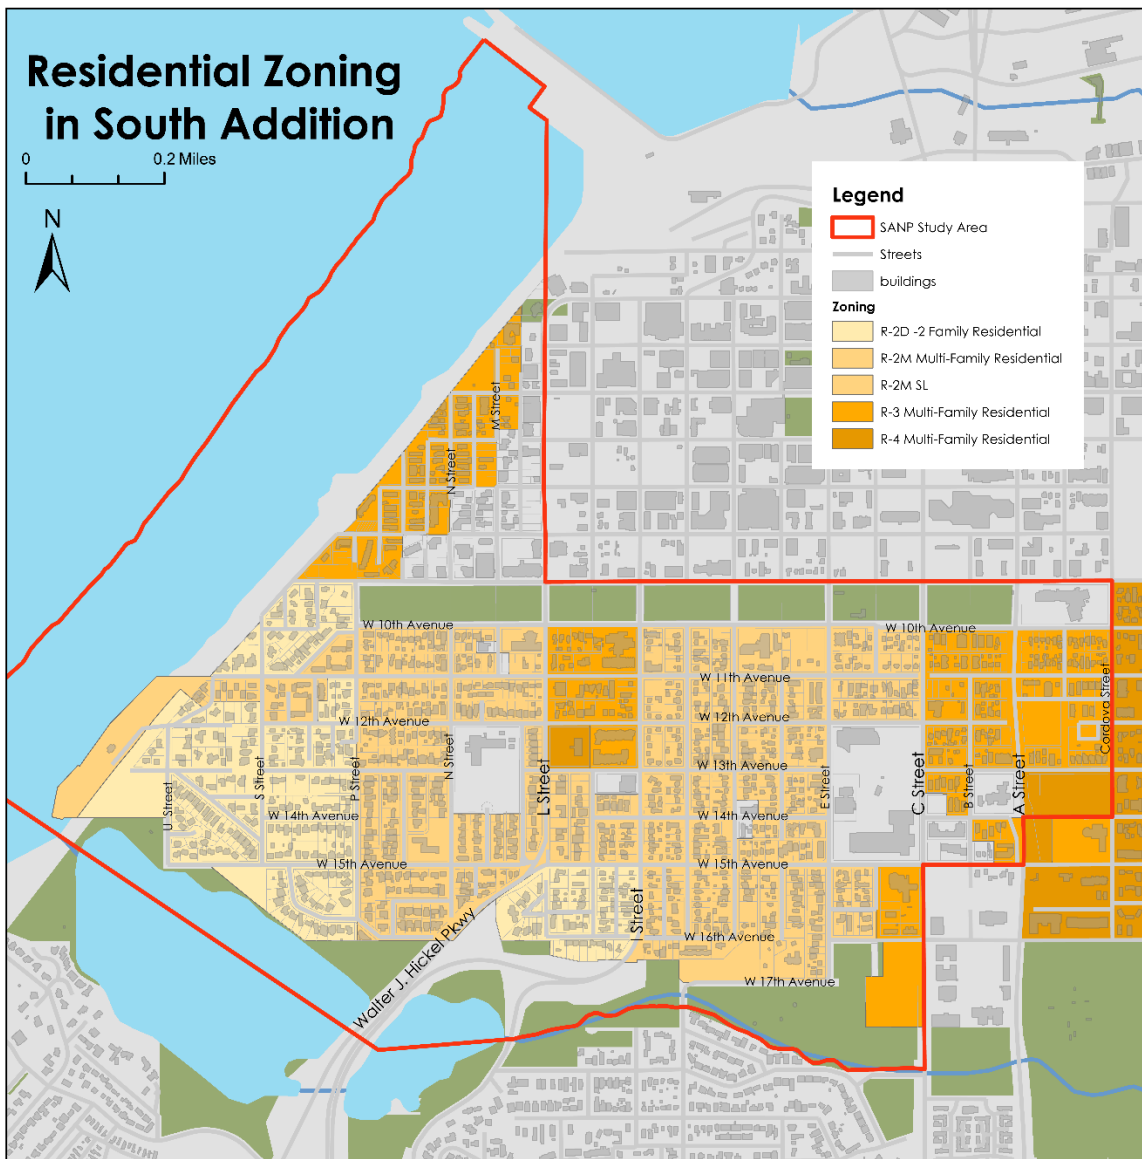 Residential Zoning
in South Addition
0 0.2 Miles
N
Legend
SANP Study Area
Streets
buildings
Zoning
R-2D -2 Family Residential
R-2M Multi-Family Residential
R-2M SL
R-3 Multi-Family Residential
R-4 Multi-Family Residential
M Street
N Street
W 10th Avenue
W 10th Avenue
W 11th Avenue
W 12th Avenue
W 12th Avenue
Cordova Street
N Street
W 13th Avenue
S Street
P Street
U Street
L Street
E Street
C Street
B Street
A Street
W 14th Avenue
W 14th Avenue
W 15th Avenue
W 15th Avenue
I Street
W 16th Avenue
Walter J. Hickel Pkwy
W 17th Avenue